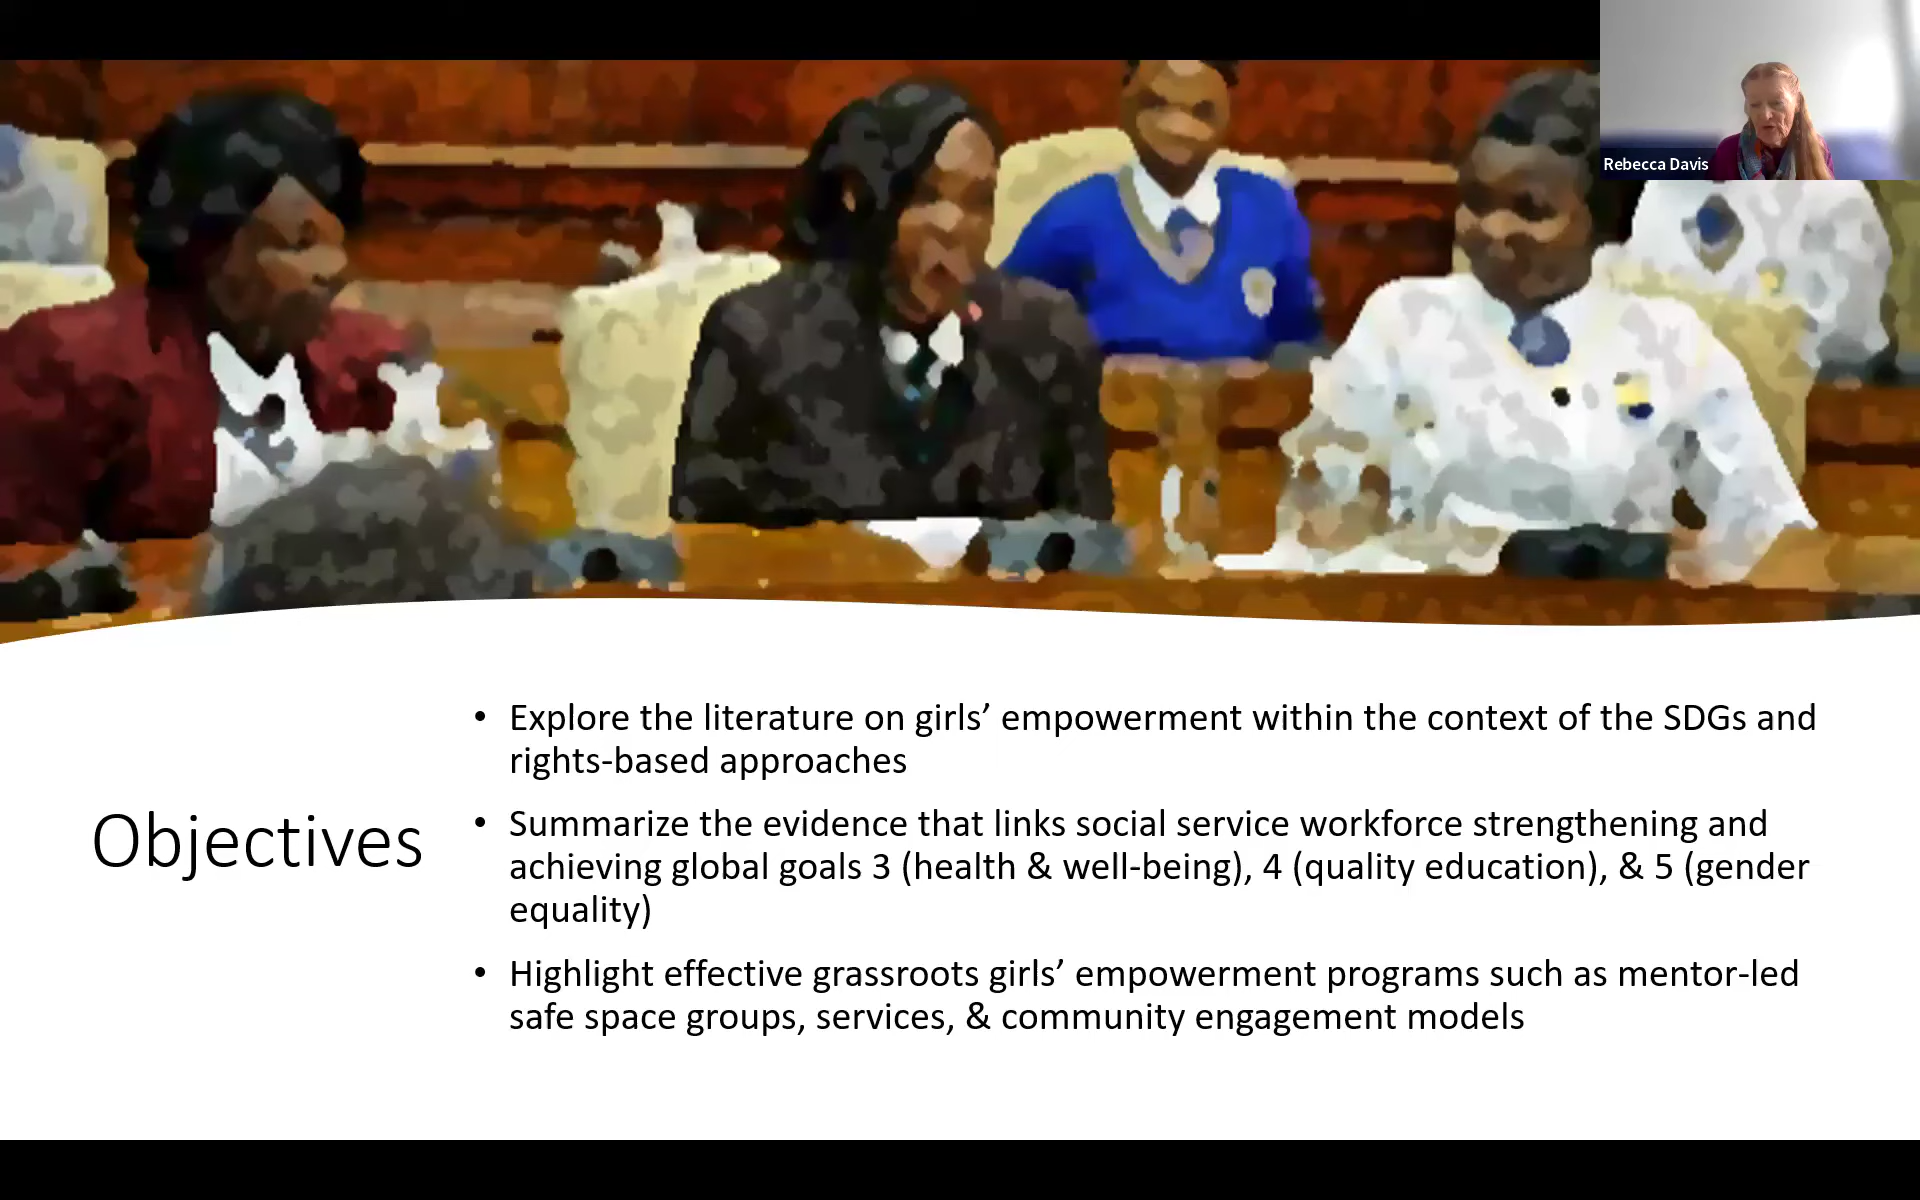 Rebecca Davis
Objectives
• Explore the literature on girls’ empowerment within the context of the SDGs and
rights-based approaches
• Summarize the evidence that links social service workforce strengthening and
achieving global goals 3 (health & well-being), 4 (quality education), & 5 (gender
equality)
• Highlight effective grassroots girls’ empowerment programs such as mentor-led
safe space groups, services, & community engagement models